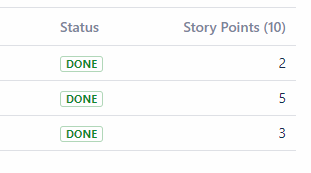 Status Story Points (10)
DONE 2
DONE 5
DONE 3